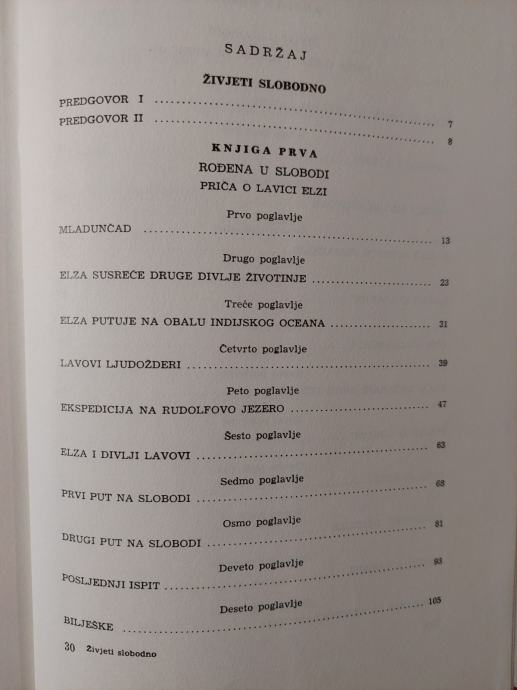 SADRŽAJ
ŽIVJETI SLOBODNO
PREDGOVOR I ........................................ 7
PREDGOVOR II ........................................ 8
KNJIGA PRVA
ROĐENA U SLOBODI
PRIČA O LAVICI ELZI
Prvo poglavlje
MLADUNČAD ........................................ 13
Drugo poglavlje
ELZA SUSREĆE DRUGE DIVLJE ŽIVOTINJE .................... 23
Treće poglavlje
ELZA PUTUJE NA OBALU INDIJSKOG OCEANA ................ 31
Četvrto poglavlje
LAVOVI LJUDOŽDERI ................................ 39
Peto poglavlje
EKSPEDICIJA NA RUDOLFOVO JEZERO .................... 47
Šesto poglavlje
ELZA I DIVLJI LAVOVI ................................ 63
Sedmo poglavlje
PRVI PUT NA SLOBODI ................................ 68
Osmo poglavlje
DRUGI PUT NA SLOBODI ................................ 81
Deveto poglavlje
POSLJEDNJI ISPIT .................................... 93
Deseto poglavlje
BILJEŠKE ........................................ 105
30 Živjeti slobodno